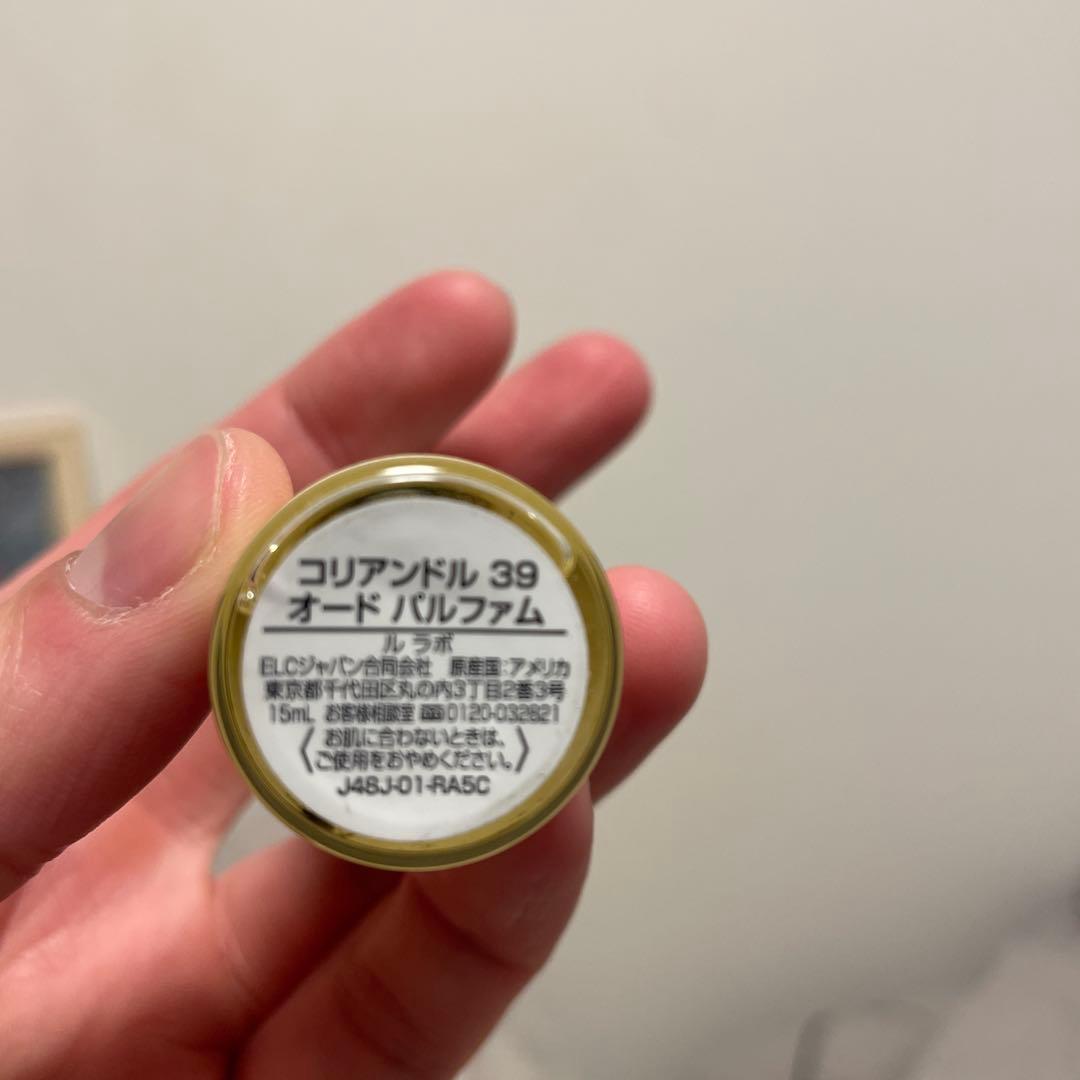 コリアンドル 39
オード パルファム
ル ラボ
ELCジャパン合同会社 原産国:アメリカ
東京都千代田区丸の内3丁目2番3号
15mL お客様相談室 0120-032821
〈お肌に合わないときは、
ご使用をおやめください。〉
J48J-01-RA5C